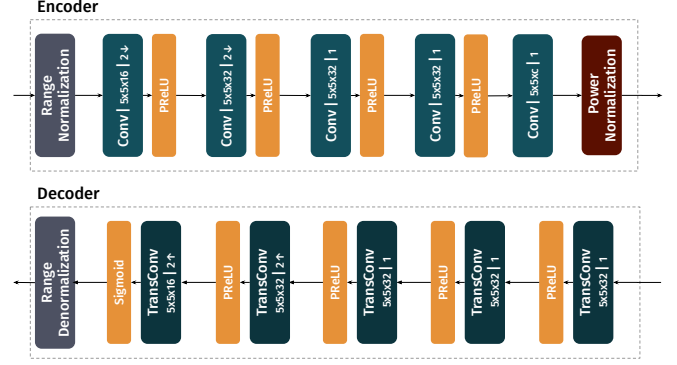 Encoder
Range
Normalization
Conv | 5x5x16 | 2↓
PReLU
Conv | 5x5x32 | 2↓
PReLU
Conv | 5x5x32 | 1
PReLU
Conv | 5x5x32 | 1
PReLU
Conv | 5x5xc | 1
Power
Normalization
Decoder
Range
Denormalization
Sigmoid
TransConv
5x5x16 | 2↑
PReLU
TransConv
5x5x32 | 2↑
PReLU
TransConv
5x5x32 | 1
PReLU
TransConv
5x5x32 | 1
PReLU
TransConv
5x5x32 | 1